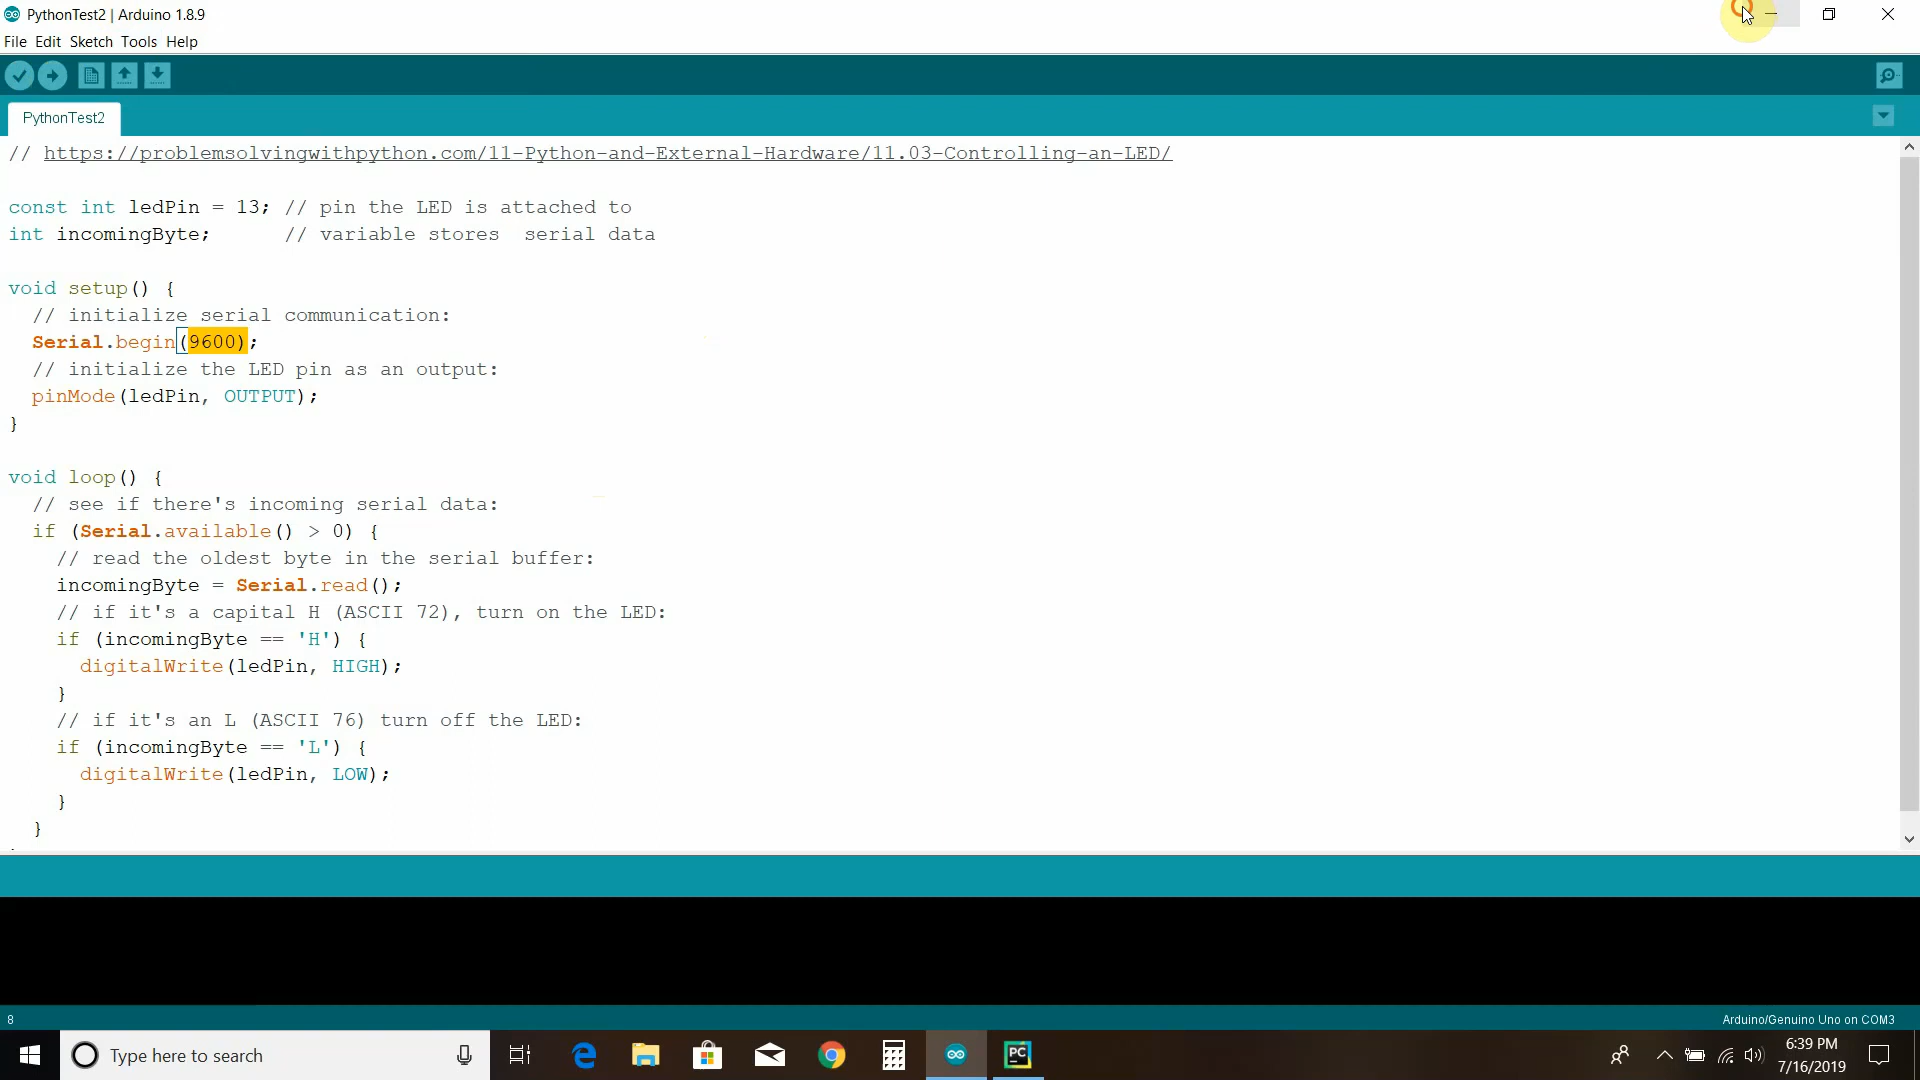 PythonTest2 | Arduino 1.8.9
File Edit Sketch Tools Help
PythonTest2
// https://problemsolvingwithpython.com/11-Python-and-External-Hardware/11.03-Controlling-an-LED/
const int ledPin = 13; // pin the LED is attached to
int incomingByte;      // variable stores  serial data
void setup() {
  // initialize serial communication:
  Serial.begin(9600);
  // initialize the LED pin as an output:
  pinMode(ledPin, OUTPUT);
}
void loop() {
  // see if there's incoming serial data:
  if (Serial.available() > 0) {
    // read the oldest byte in the serial buffer:
    incomingByte = Serial.read();
    // if it's a capital H (ASCII 72), turn on the LED:
    if (incomingByte == 'H') {
      digitalWrite(ledPin, HIGH);
    }
    // if it's an L (ASCII 76) turn off the LED:
    if (incomingByte == 'L') {
      digitalWrite(ledPin, LOW);
    }
  }
8
Arduino/Genuino Uno on COM3
Type here to search
PC
6:39 PM
7/16/2019